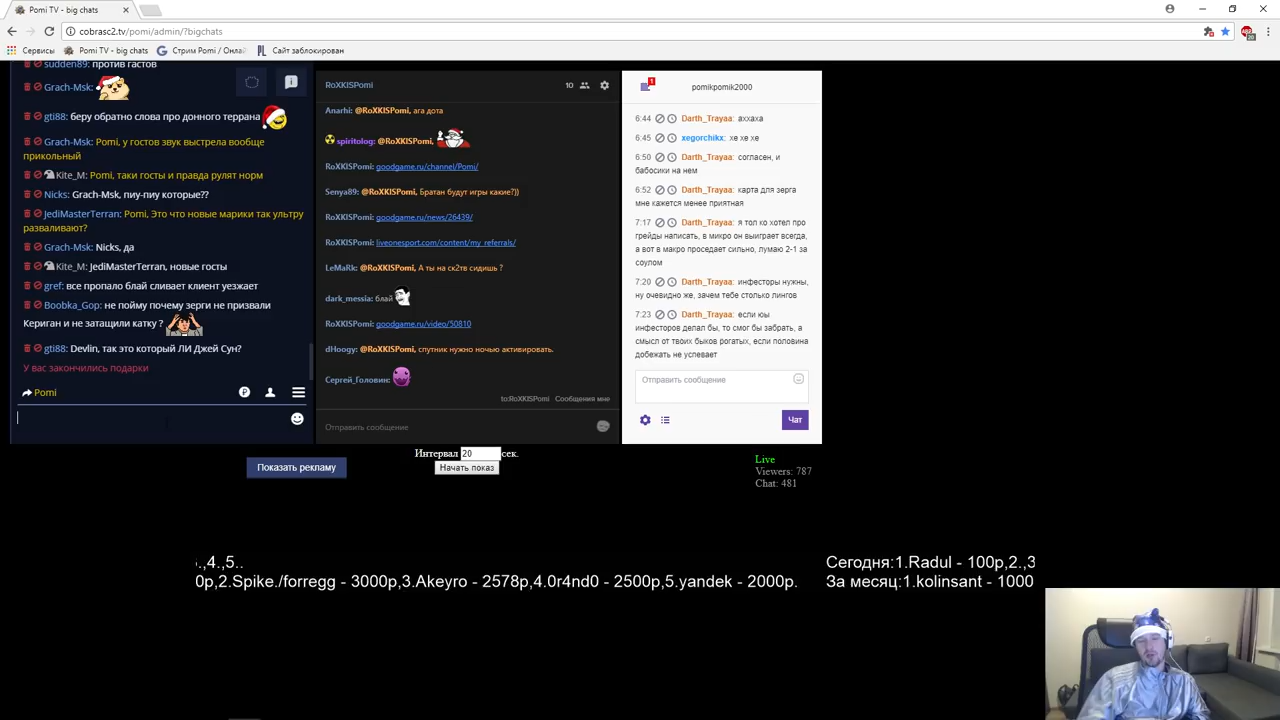 Pomi TV - big chats
cobrasc2.tv/pomi/admin/?bigchats
Сервисы
Pomi TV - big chats
Стрим Pomi / Онлай
Сайт заблокирован
sudden89: против гастов
Grach-Msk:
gti88: беру обратно слова про донного террана
Grach-Msk: Pomi, у гостов звук выстрела вообще
прикольный
Kite_M: Pomi, таки госты и правда рулят норм
Nicks: Grach-Msk, пиу-пиу которые??
JediMasterTerran: Pomi, Это что новые марики так ультру
разваливают?
Grach-Msk: Nicks, да
Kite_M: JediMasterTerran, новые госты
gref: все пропало блай сливает клиент уезжает
Boobka_Gop: не пойму почему зерги не призвали
Кериган и не затащили катку ?
gti88: Devlin, так это который ЛИ Джей Сун?
У вас закончились подарки
Pomi
Показать рекламу
RoXKISPomi
10
Anarhi: @RoXKISPomi, ага дота
spiritolog: @RoXKISPomi,
RoXKISPomi: goodgame.ru/channel/Pomi/
Senya89: @RoXKISPomi, Братан будут игры какие?))
RoXKISPomi: goodgame.ru/news/26439/
RoXKISPomi: liveonesport.com/content/my_referrals/
LeMaRk: @RoXKISPomi, А ты на ск2тв сидишь ?
dark_messia: блай
RoXKISPomi: goodgame.ru/video/50810
dHoogy: @RoXKISPomi, спутник нужно ночью активировать.
Сергей_Головин:
to:RoXKISPomi Сообщения мне
Отправить сообщение
Интервал 20 сек.
Начать показ
1
pomikpomik2000
6:44 Darth_Trayaa: аххаха
6:45 xegorchikx: хе хе хе
6:50 Darth_Trayaa: согласен, и
бабосики на нем
6:52 Darth_Trayaa: карта для зерга
мне кажется менее приятная
7:17 Darth_Trayaa: я тол ко хотел про
грейды написать, в микро он выиграет всегда,
а вот в макро проседает сильно, лумаю 2-1 за
соулом
7:20 Darth_Trayaa: инфесторы нужны,
ну очевидно же, зачем тебе столько лингов
7:23 Darth_Trayaa: если юы
инфесторов делал бы, то смог бы забрать, а
смысл от твоих быков рогатых, если половина
добежать не успевает
Отправить сообщение
Чат
Live
Viewers: 787
Chat: 481
.,4.,5..
Сегодня:1.Radul - 100р,2.,3
0р,2.Spike./forregg - 3000р,3.Akeyro - 2578р,4.0r4nd0 - 2500р,5.yandek - 2000р.
За месяц:1.kolinsant - 1000